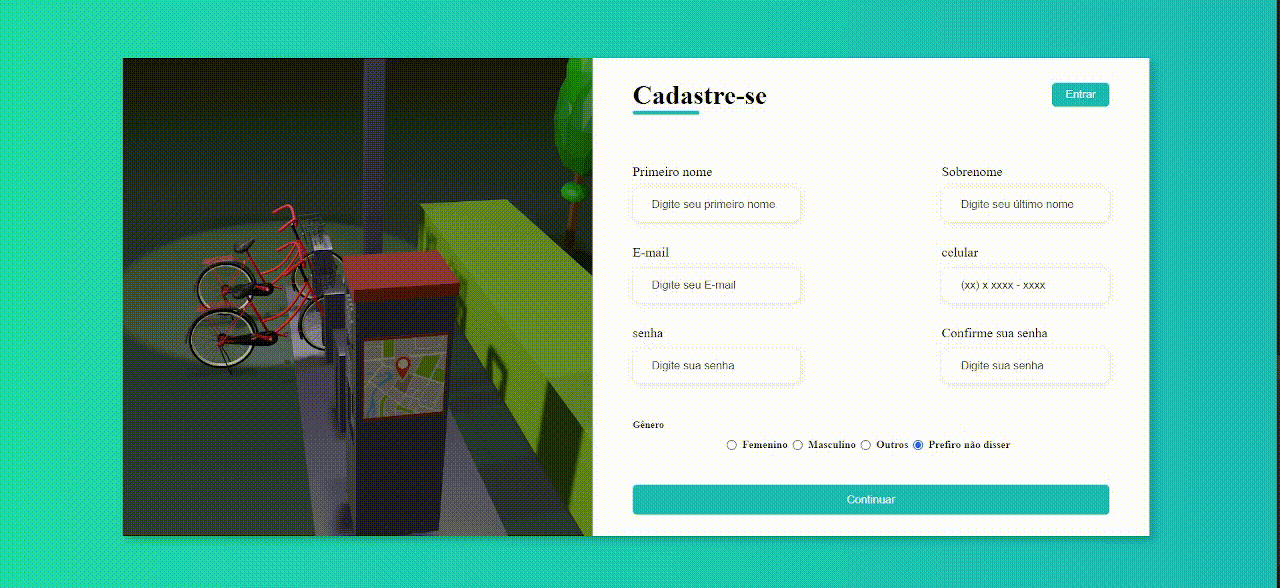 Cadastre-se
Entrar
Primeiro nome
Sobrenome
Digite seu primeiro nome
Digite seu último nome
E-mail
celular
Digite seu E-mail
(xx) x xxxx - xxxx
senha
Confirme sua senha
Digite sua senha
Digite sua senha
Gênero
Femenino Masculino Outros Prefiro não disser
Continuar